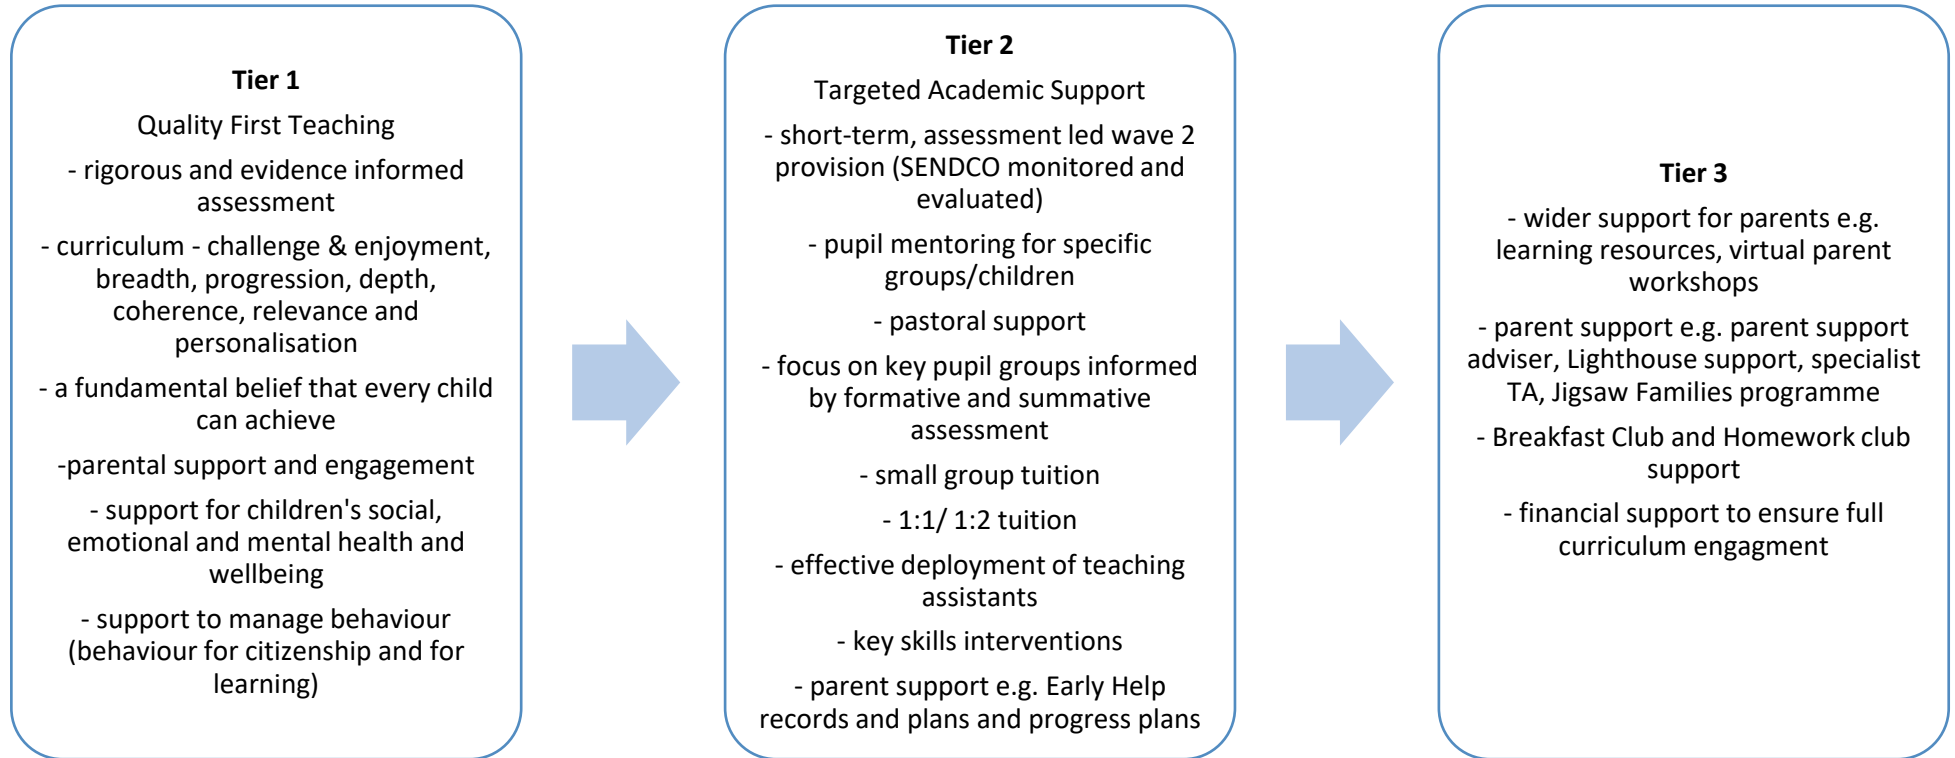 Tier 1
Quality First Teaching
- rigorous and evidence informed
assessment
- curriculum - challenge & enjoyment,
breadth, progression, depth,
coherence, relevance and
personalisation
- a fundamental belief that every child
can achieve
-parental support and engagement
- support for children's social,
emotional and mental health and
wellbeing
- support to manage behaviour
(behaviour for citizenship and for
learning)
Tier 2
Targeted Academic Support
- short-term, assessment led wave 2
provision (SENDCO monitored and
evaluated)
- pupil mentoring for specific
groups/children
- pastoral support
- focus on key pupil groups informed
by formative and summative
assessment
- small group tuition
- 1:1/ 1:2 tuition
- effective deployment of teaching
assistants
- key skills interventions
- parent support e.g. Early Help
records and plans and progress plans
Tier 3
- wider support for parents e.g.
learning resources, virtual parent
workshops
- parent support e.g. parent support
adviser, Lighthouse support, specialist
TA, Jigsaw Families programme
- Breakfast Club and Homework club
support
- financial support to ensure full
curriculum engagment